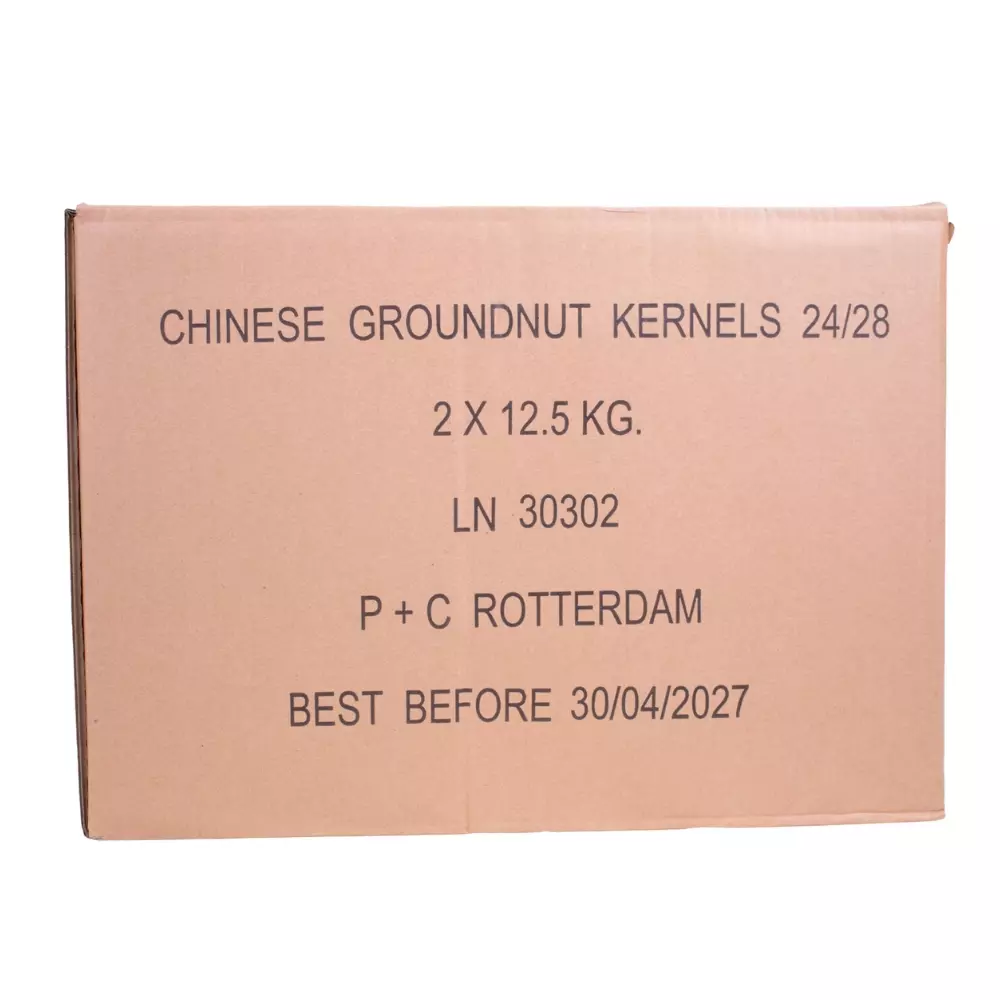 CHINESE GROUNDNUT KERNELS 24/28
2 X 12.5 KG.
LN 30302
P + C ROTTERDAM
BEST BEFORE 30/04/2027